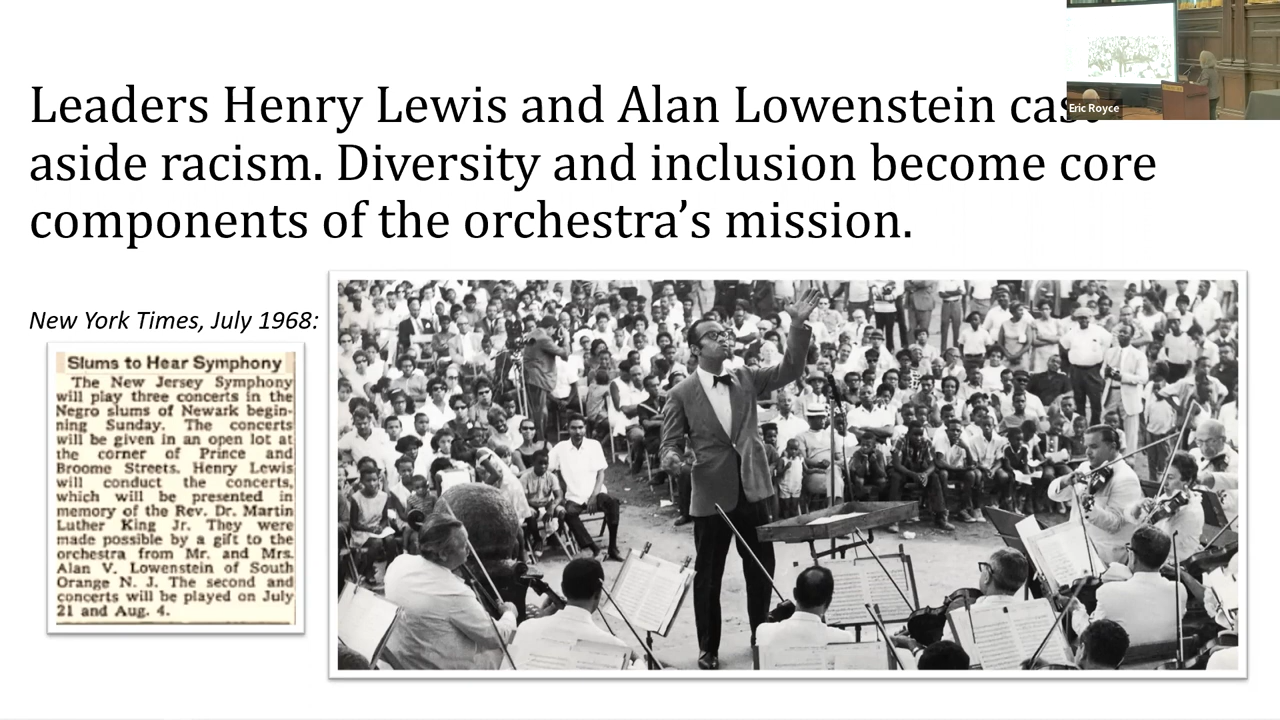 Leaders Henry Lewis and Alan Lowenstein cast
aside racism. Diversity and inclusion become core
components of the orchestra's mission.
Eric Royce
New York Times, July 1968:
Slums to Hear Symphony
The New Jersey Symphony
will play three concerts in the
Negro slums of Newark begin-
ning Sunday. The concerts
will be given in an open lot at
the corner of Prince and
Broome Streets. Henry Lewis
will conduct the concerts,
which will be presented in
memory of the Rev. Dr. Martin
Luther King Jr. They were
made possible by a gift to the
orchestra from Mr. and Mrs.
Alan V. Lowenstein of South
Orange N. J. The second and
concerts will be played on July
21 and Aug. 4.